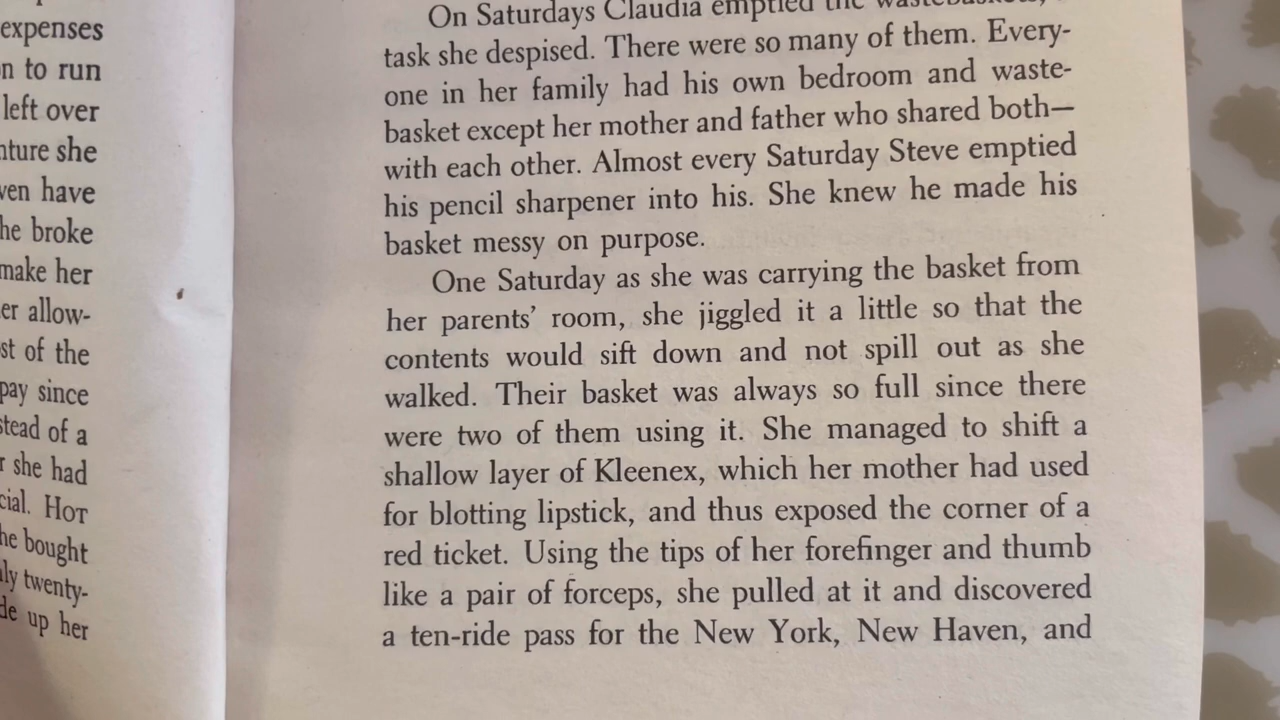 expenses
n to run
left over
nture she
ven have
he broke
make her
er allow-
st of the
pay since
stead of a
r she had
cial. HOT
he bought
ly twenty-
de up her
On Saturdays Claudia emptied the wastebaskets,
task she despised. There were so many of them. Every-
one in her family had his own bedroom and waste-
basket except her mother and father who shared both—
with each other. Almost every Saturday Steve emptied
his pencil sharpener into his. She knew he made his
basket messy on purpose.
One Saturday as she was carrying the basket from
her parents’ room, she jiggled it a little so that the
contents would sift down and not spill out as she
walked. Their basket was always so full since there
were two of them using it. She managed to shift a
shallow layer of Kleenex, which her mother had used
for blotting lipstick, and thus exposed the corner of a
red ticket. Using the tips of her forefinger and thumb
like a pair of forceps, she pulled at it and discovered
a ten-ride pass for the New York, New Haven, and